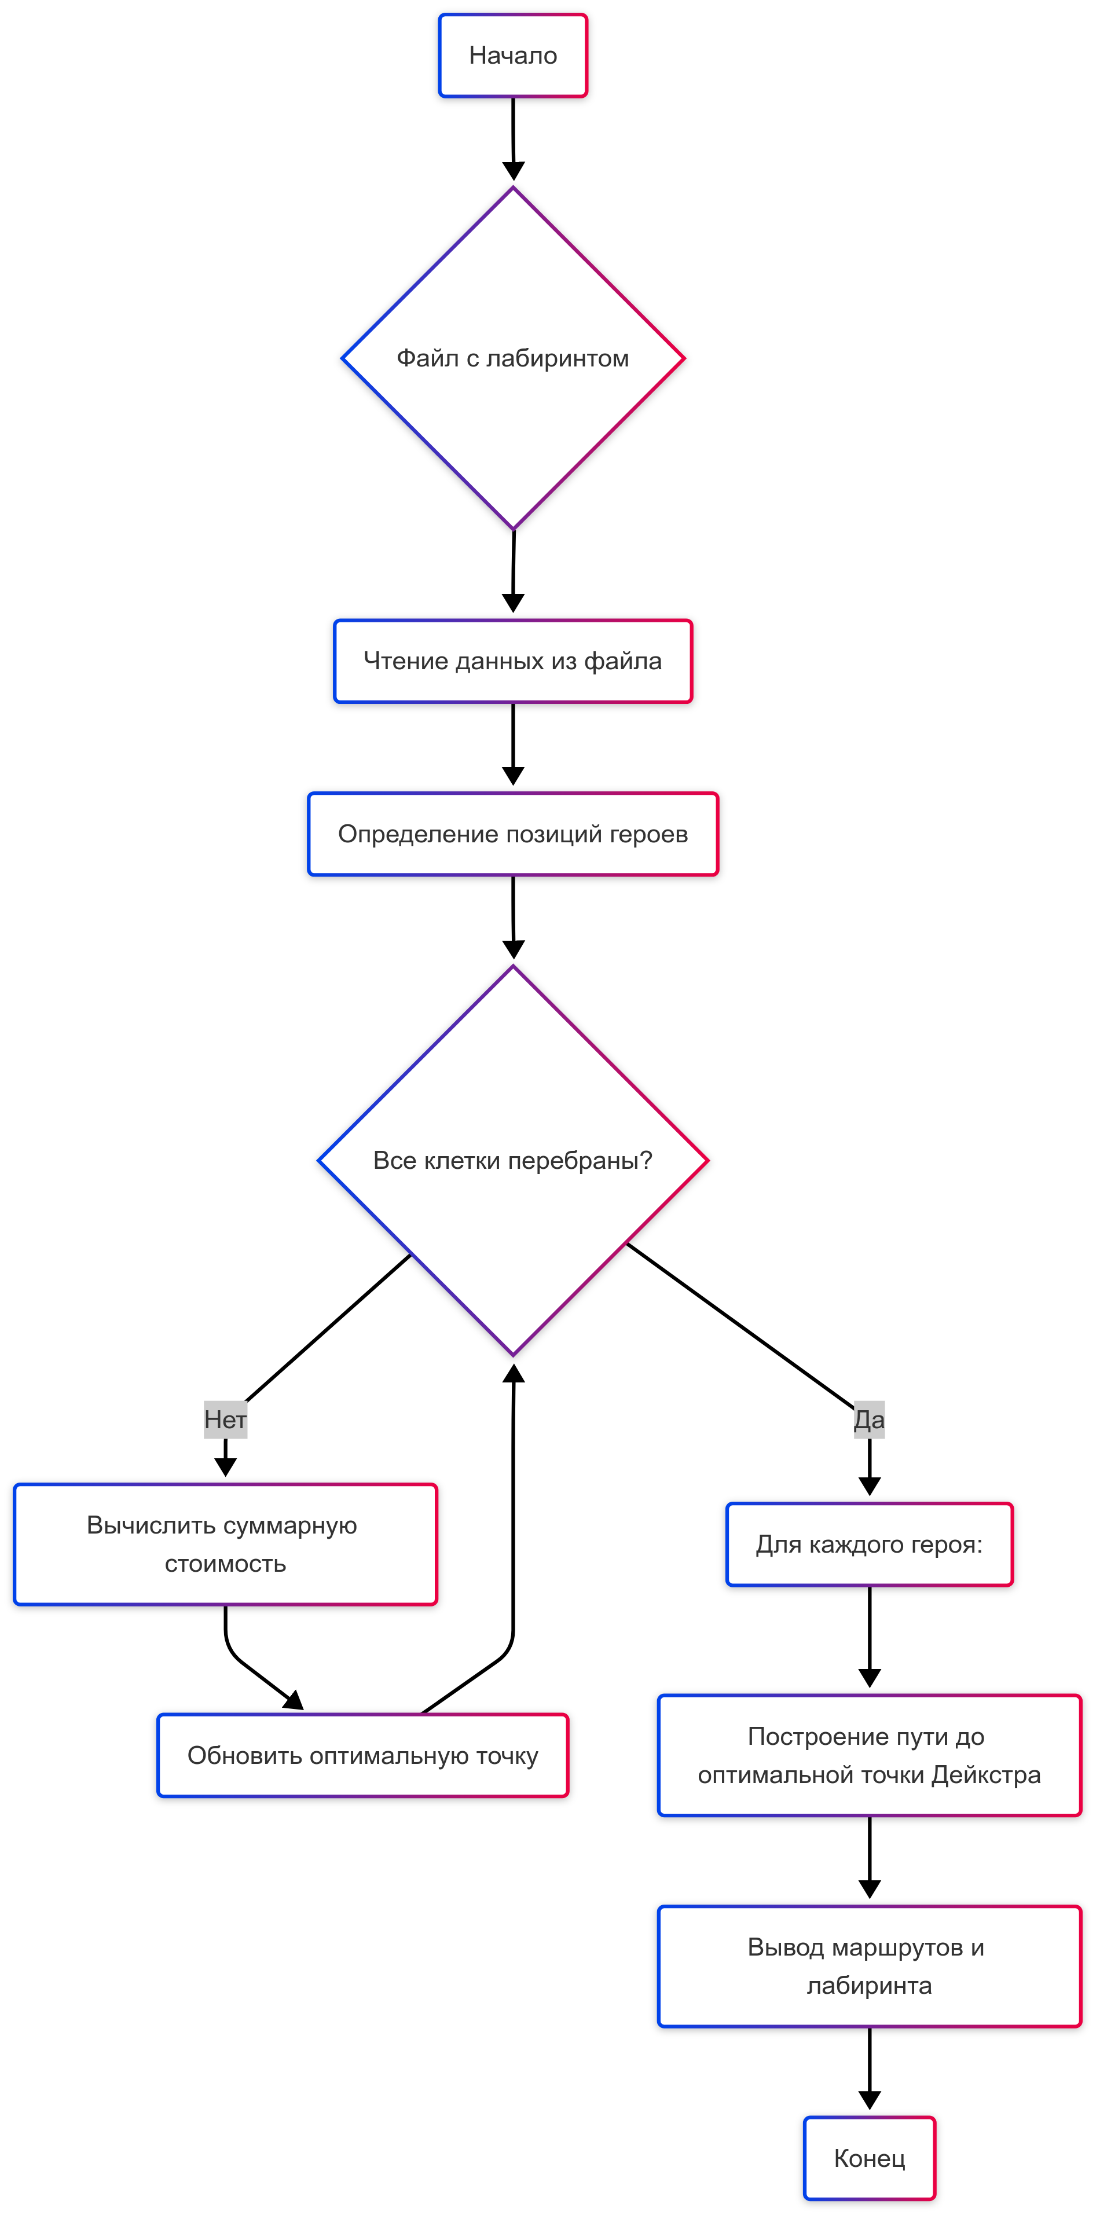 Начало
Файл с лабиринтом
Чтение данных из файла
Определение позиций героев
Все клетки перебраны?
Нет
Да
Вычислить суммарную
стоимость
Обновить оптимальную точку
Для каждого героя:
Построение пути до
оптимальной точки Дейкстра
Вывод маршрутов и
лабиринта
Конец